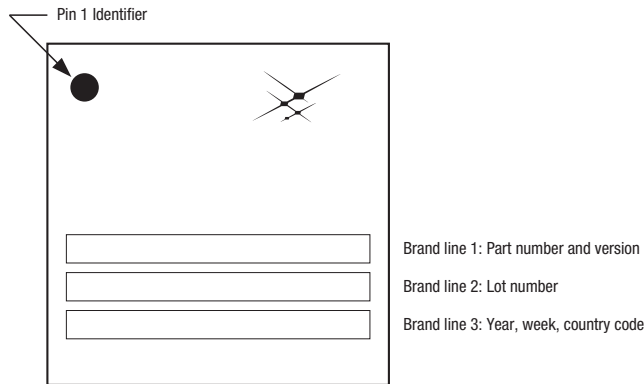 Pin 1 Identifier
Brand line 1: Part number and version
Brand line 2: Lot number
Brand line 3: Year, week, country code